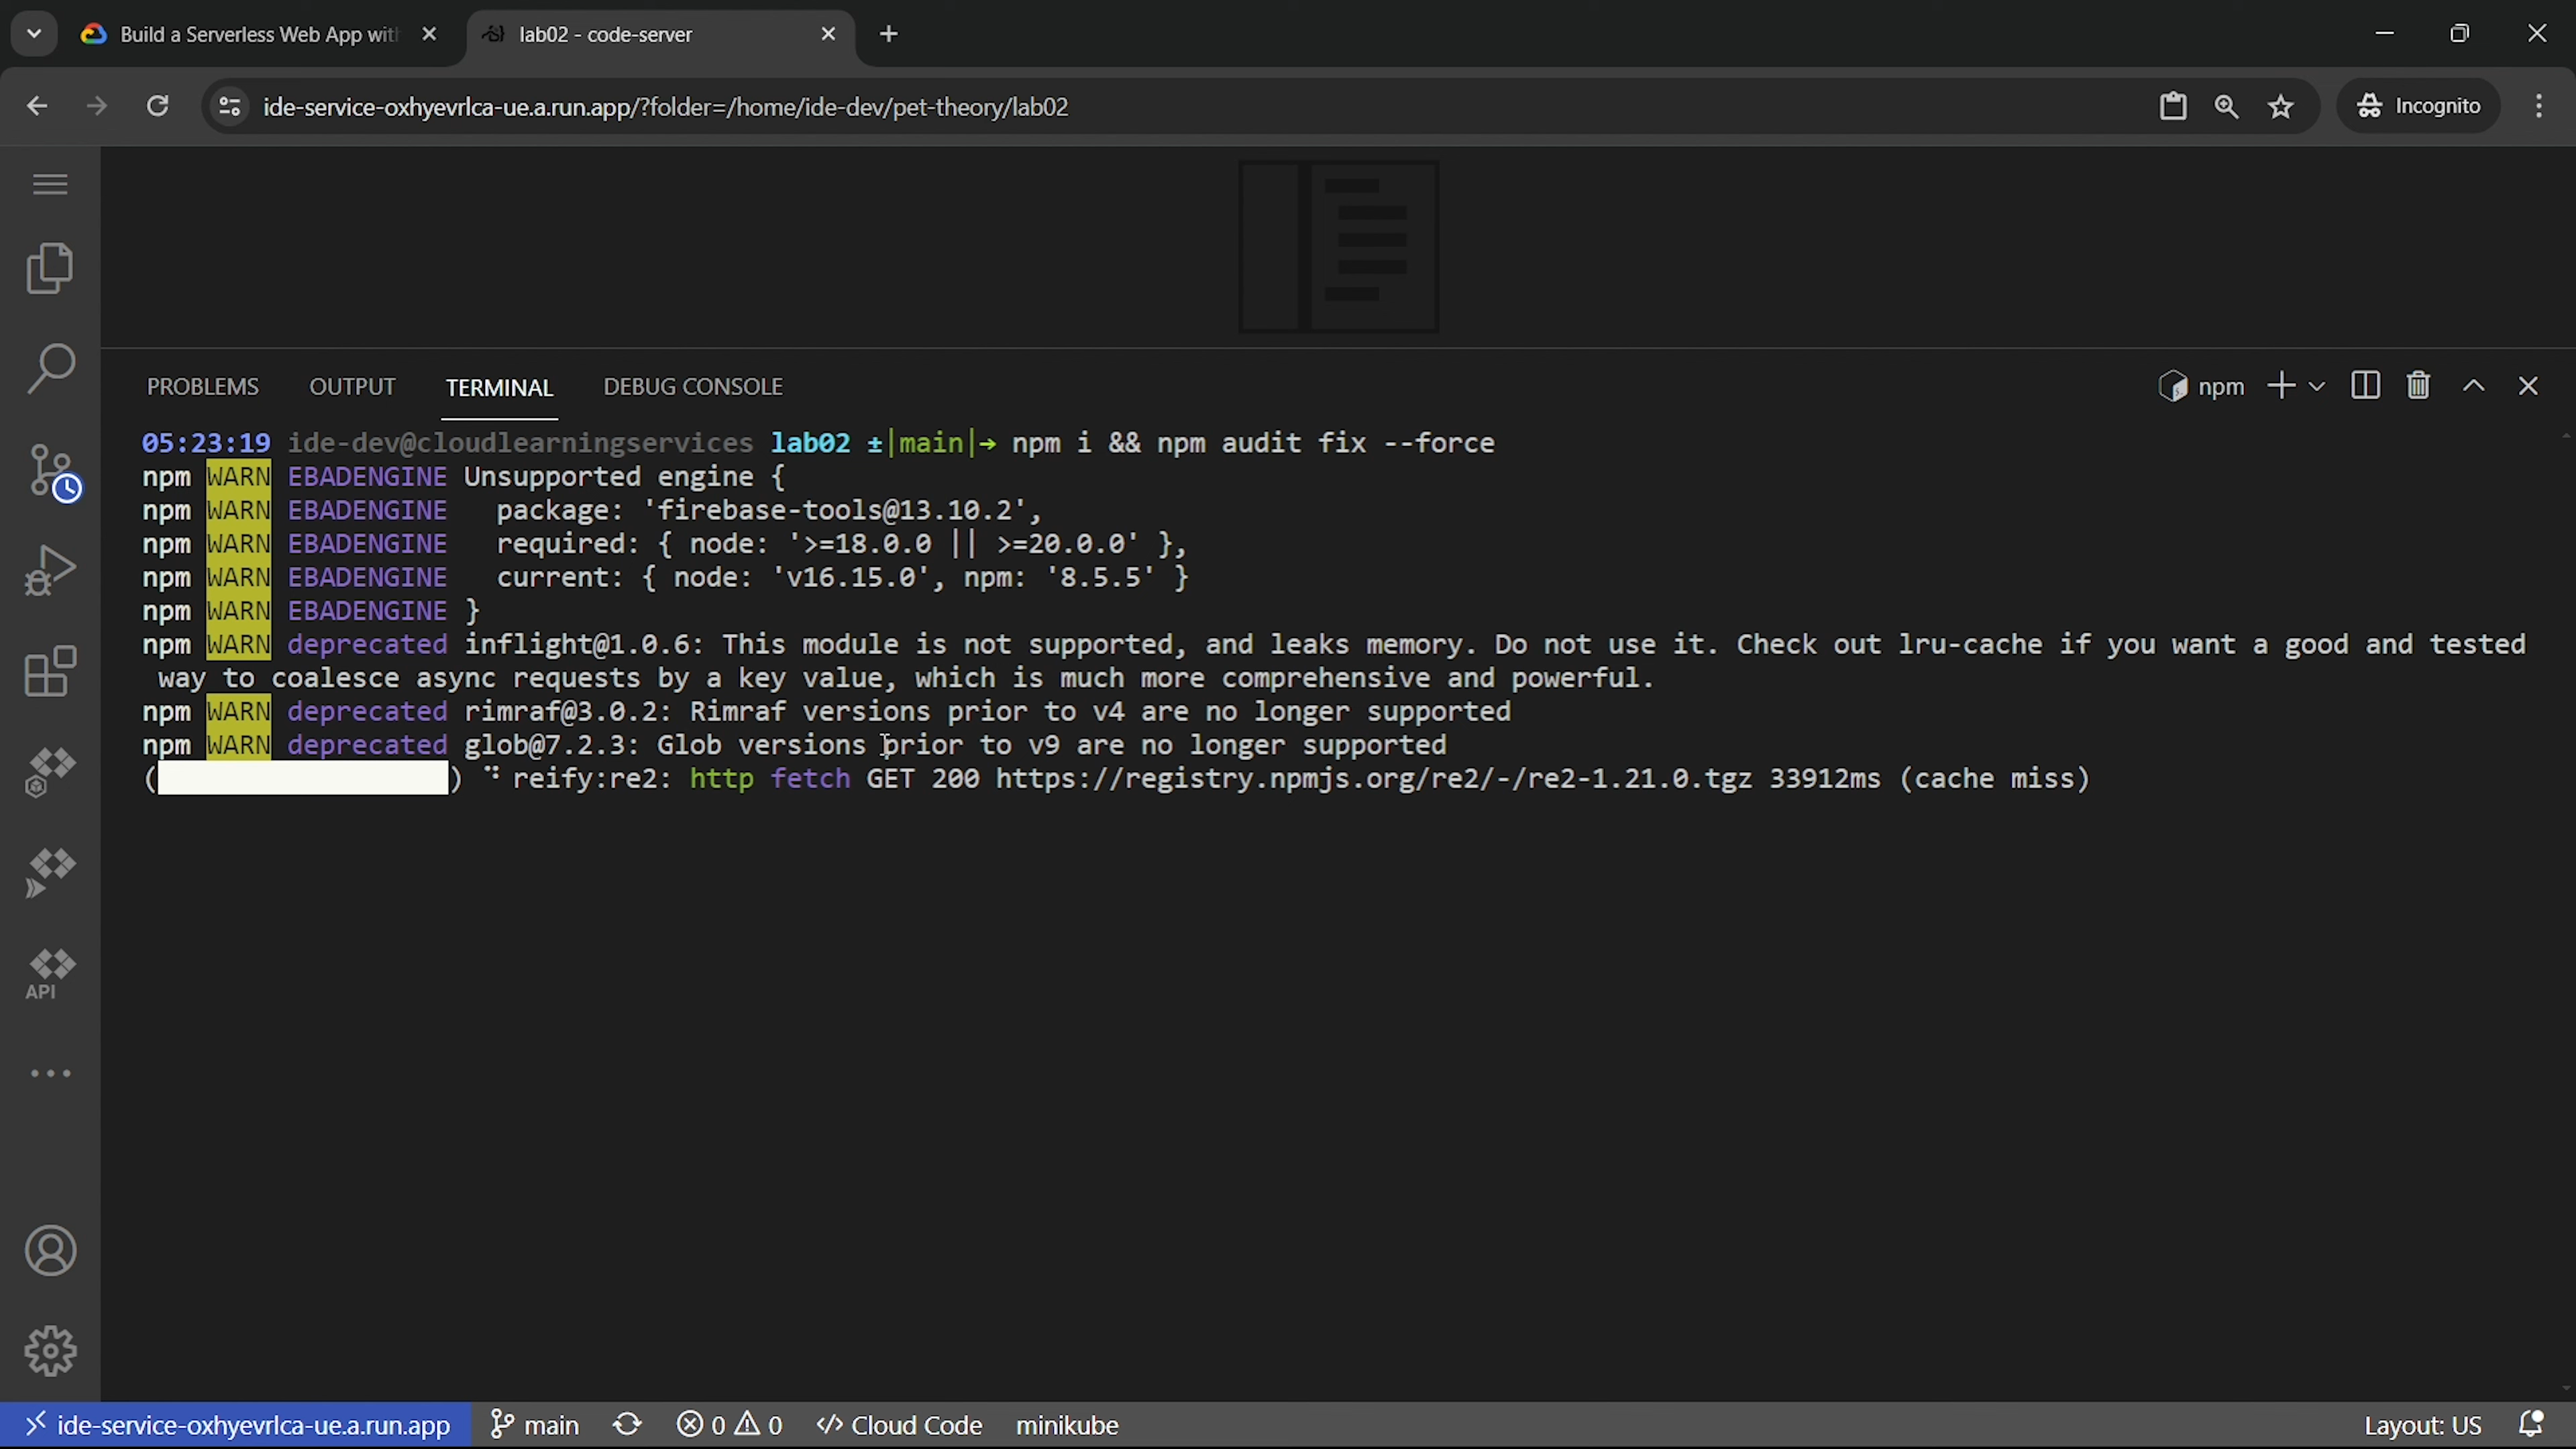 Build a Serverless Web App with
lab02 - code-server
ide-service-oxhyevrlca-ue.a.run.app/?folder=/home/ide-dev/pet-theory/lab02
Incognito
PROBLEMS OUTPUT TERMINAL DEBUG CONSOLE
npm
05:23:19 ide-dev@cloudlearningservices lab02 ±|main|→ npm i && npm audit fix --force
npm WARN EBADENGINE Unsupported engine {
npm WARN EBADENGINE   package: 'firebase-tools@13.10.2',
npm WARN EBADENGINE   required: { node: '>=18.0.0 || >=20.0.0' },
npm WARN EBADENGINE   current: { node: 'v16.15.0', npm: '8.5.5' }
npm WARN EBADENGINE }
npm WARN deprecated inflight@1.0.6: This module is not supported, and leaks memory. Do not use it. Check out lru-cache if you want a good and tested
way to coalesce async requests by a key value, which is much more comprehensive and powerful.
npm WARN deprecated rimraf@3.0.2: Rimraf versions prior to v4 are no longer supported
npm WARN deprecated glob@7.2.3: Glob versions prior to v9 are no longer supported
( ) ⠙ reify:re2: http fetch GET 200 https://registry.npmjs.org/re2/-/re2-1.21.0.tgz 33912ms (cache miss)
API
ide-service-oxhyevrlca-ue.a.run.app main 0 0 </> Cloud Code minikube Layout: US